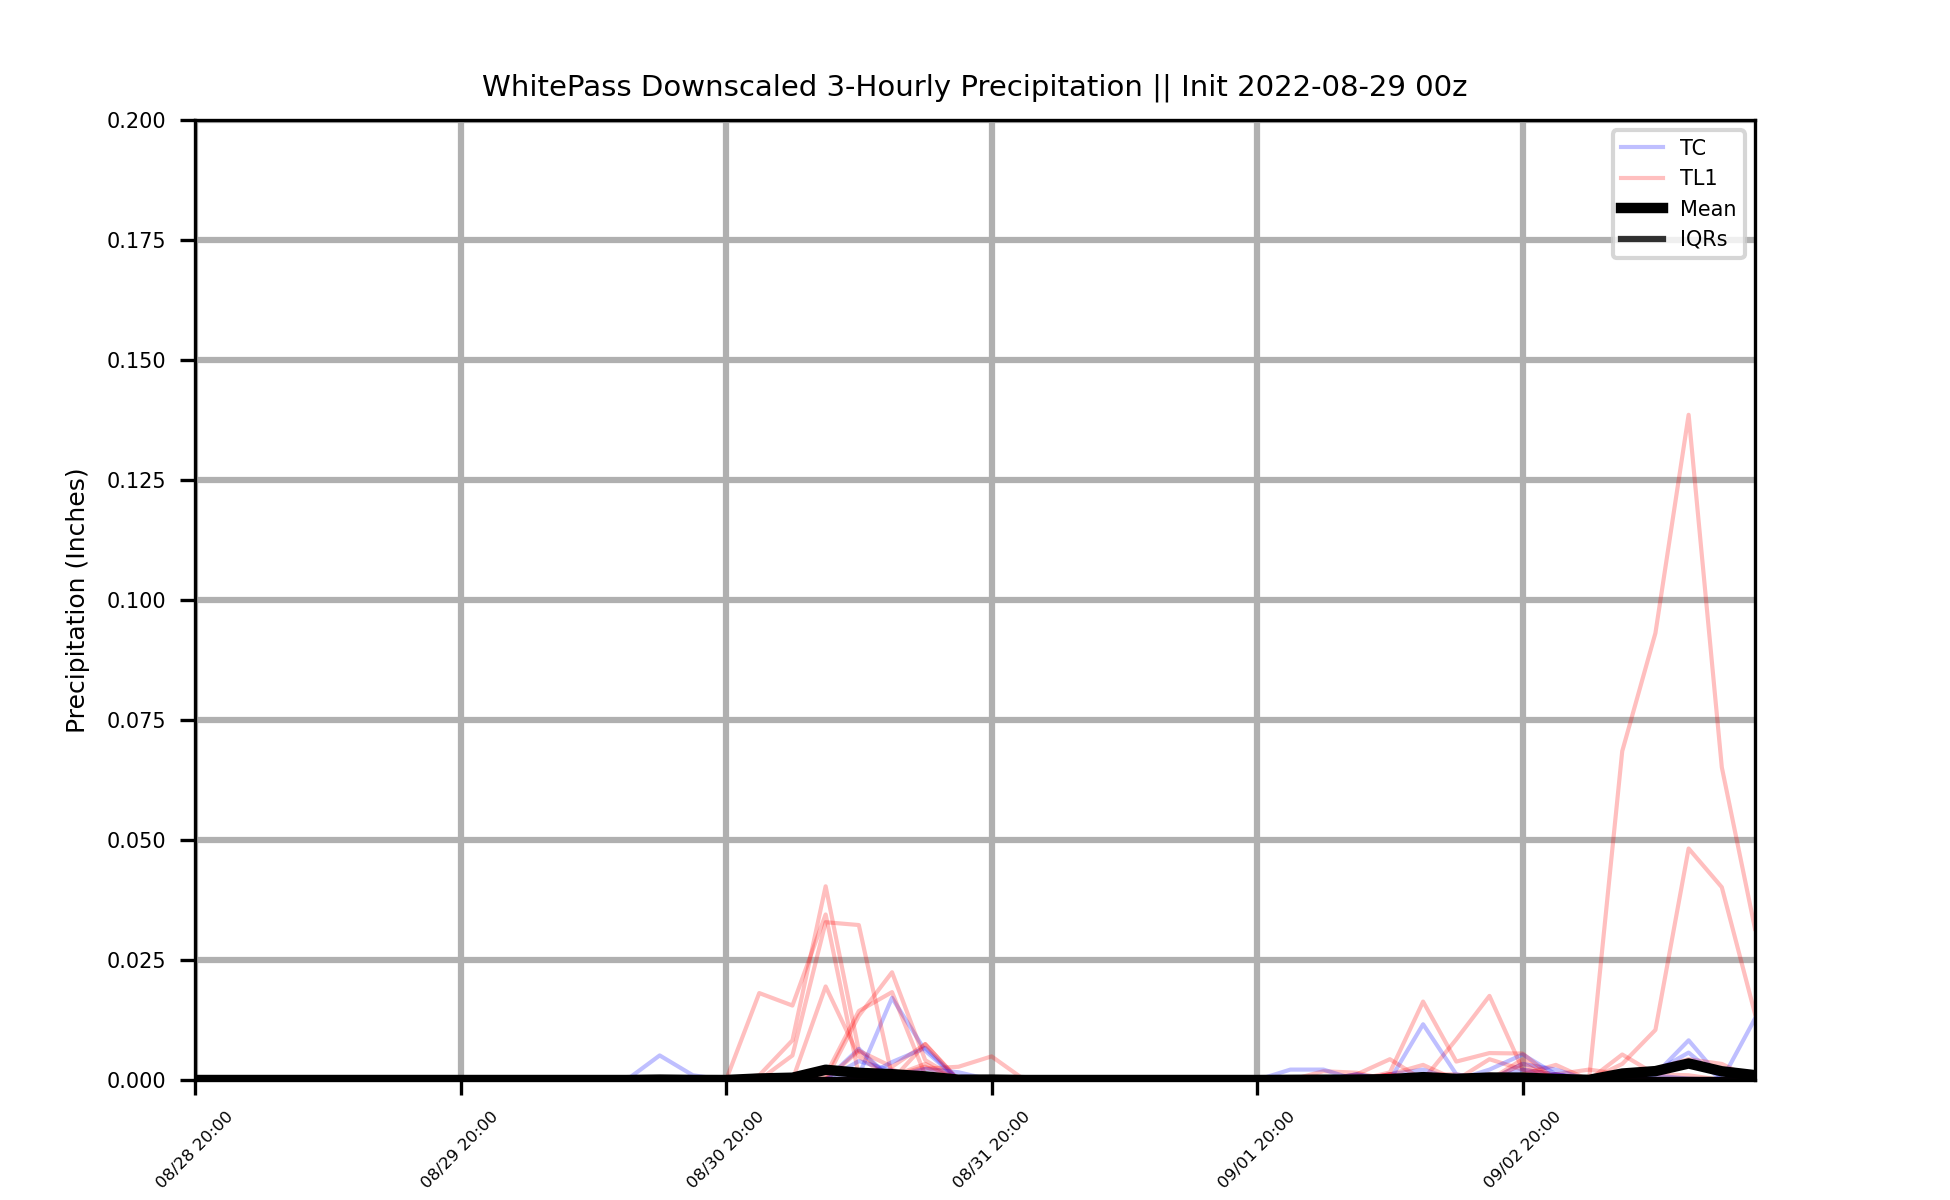 WhitePass Downscaled 3-Hourly Precipitation || Init 2022-08-29 00z
0.200
0.175
0.150
0.125
0.100
0.075
0.050
0.025
0.000
Precipitation (Inches)
TC
TL1
Mean
IQRs
08/28 20:00
08/29 20:00
08/30 20:00
08/31 20:00
09/01 20:00
09/02 20:00